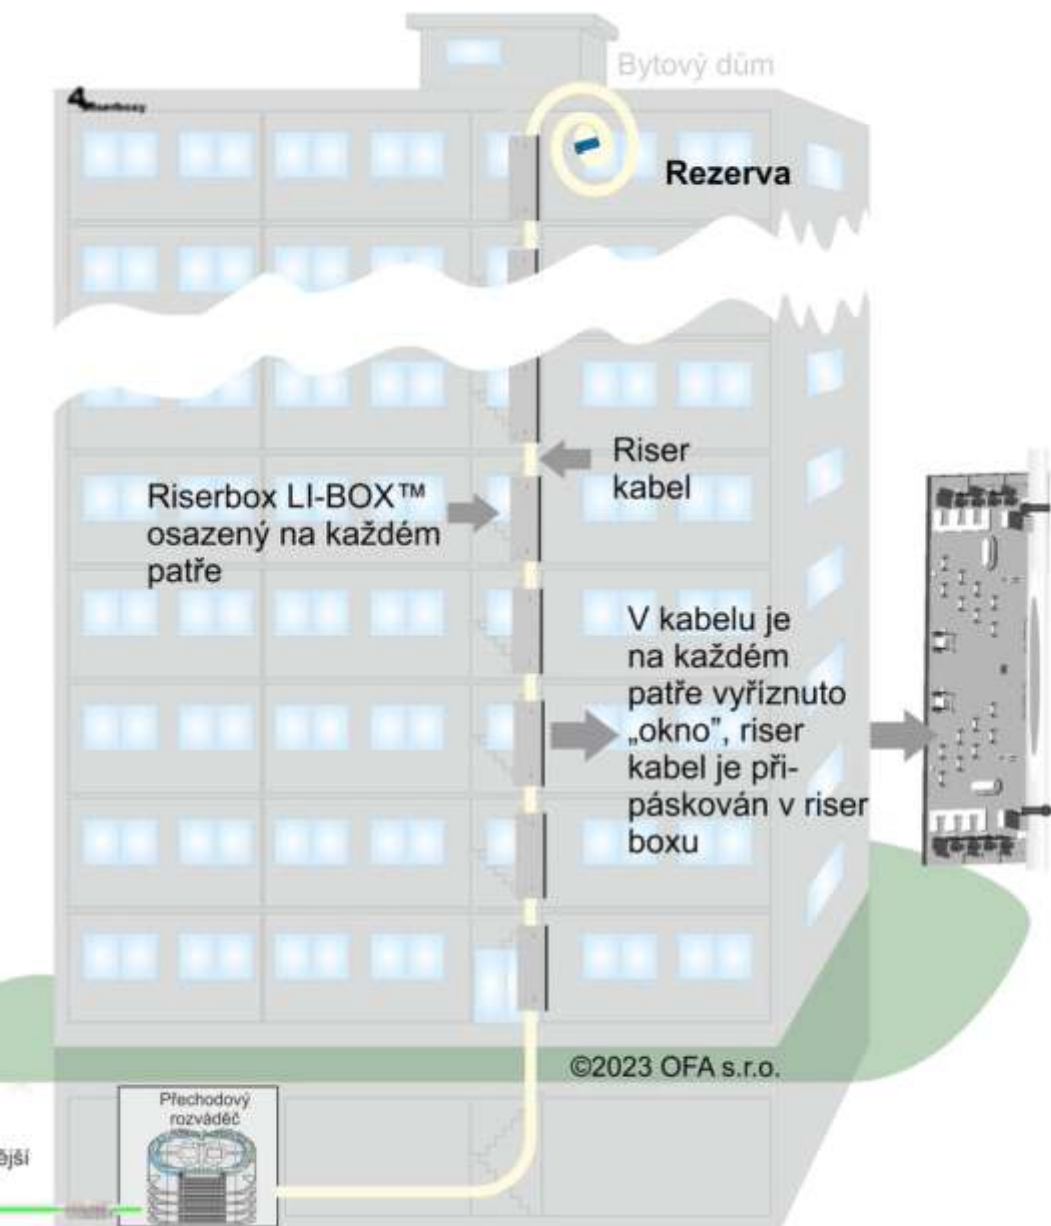 Bytový dům
4
Rezerva
Riser
kabel
Riserbox LI-BOX™
osazený na každém
patře
V kabelu je
na každém
patře vyříznuto
„okno”, riser
kabel je při-
páskován v riser
boxu
©2023 OFA s.r.o.
Přechodový
rozváděč